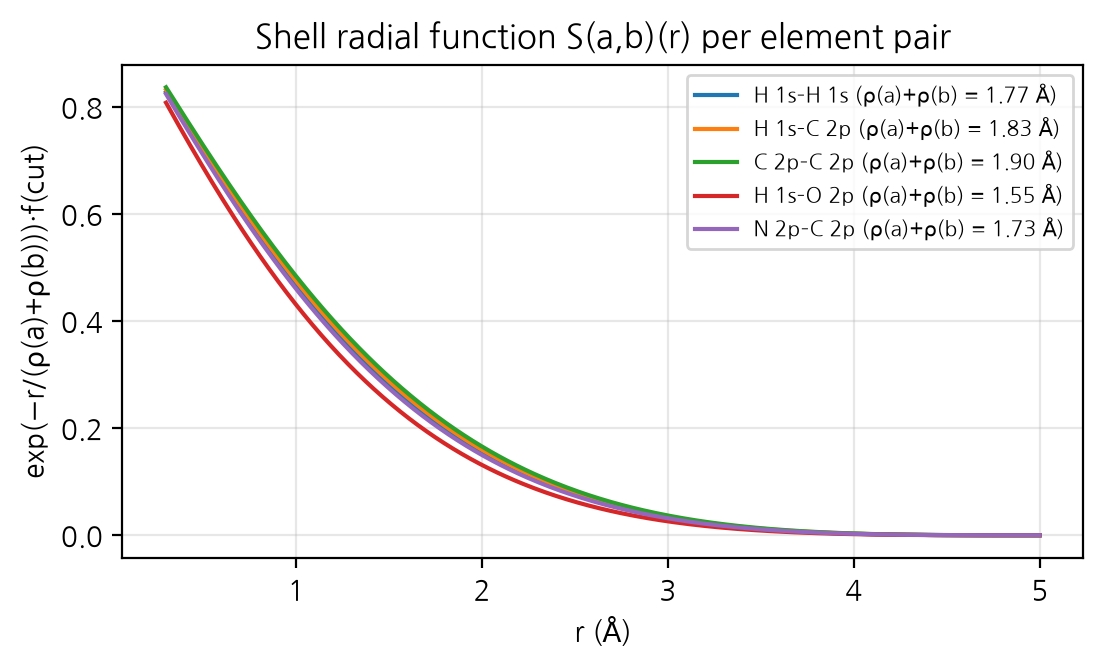 Shell radial function S(a,b)(r) per element pair
exp(−r/(ρ(a)+ρ(b)))·f(cut)
0.8
0.6
0.4
0.2
0.0
H 1s-H 1s (ρ(a)+ρ(b) = 1.77 Å)
H 1s-C 2p (ρ(a)+ρ(b) = 1.83 Å)
C 2p-C 2p (ρ(a)+ρ(b) = 1.90 Å)
H 1s-O 2p (ρ(a)+ρ(b) = 1.55 Å)
N 2p-C 2p (ρ(a)+ρ(b) = 1.73 Å)
1 2 3 4 5
r (Å)